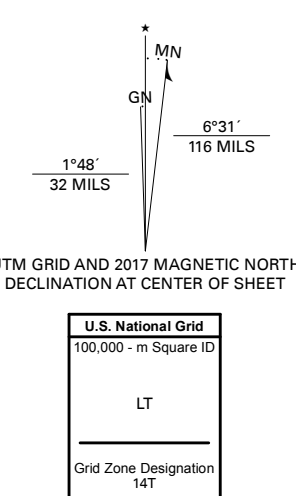 ★
MN
GN
6°31´
116 MILS
1°48´
32 MILS
UTM GRID AND 2017 MAGNETIC NORTH
DECLINATION AT CENTER OF SHEET
U.S. National Grid
100,000 - m Square ID
LT
Grid Zone Designation
14T